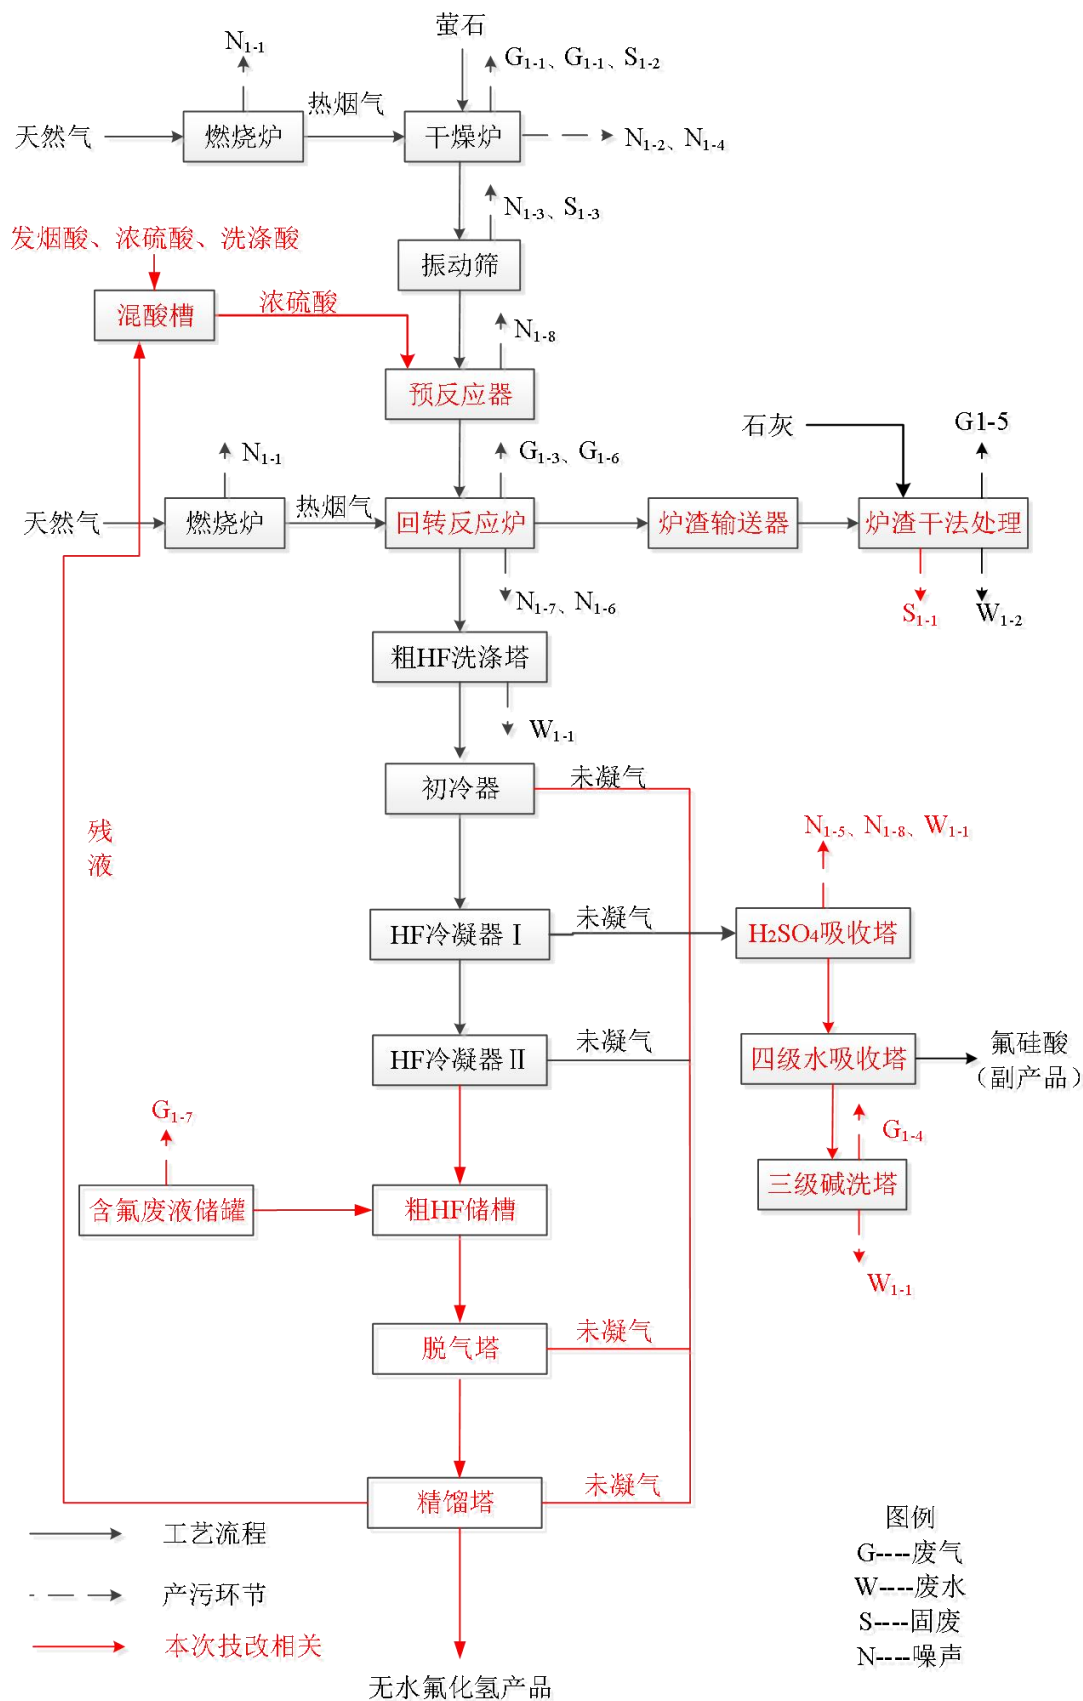 萤石
N₁₋₁
G₁₋₁、G₁₋₁、S₁₋₂
天然气
燃烧炉
热烟气
干燥炉
N₁₋₂、N₁₋₄
N₁₋₃、S₁₋₃
发烟酸、浓硫酸、洗涤酸
振动筛
混酸槽
浓硫酸
N₁₋₈
预反应器
石灰
G1-5
N₁₋₁
G₁₋₃、G₁₋₆
天然气
燃烧炉
热烟气
回转反应炉
炉渣输送器
炉渣干法处理
N₁₋₇、N₁₋₆
S₁₋₁
W₁₋₂
粗HF洗涤塔
W₁₋₁
初冷器
未凝气
残
液
N₁₋₅、N₁₋₈、W₁₋₁
HF冷凝器Ⅰ
未凝气
H₂SO₄吸收塔
HF冷凝器Ⅱ
未凝气
四级水吸收塔
氟硅酸
（副产品）
G₁₋₇
G₁₋₄
含氟废液储罐
粗HF储槽
三级碱洗塔
W₁₋₁
脱气塔
未凝气
精馏塔
未凝气
工艺流程
产污环节
本次技改相关
无水氟化氢产品
图例
G----废气
W----废水
S----固废
N----噪声